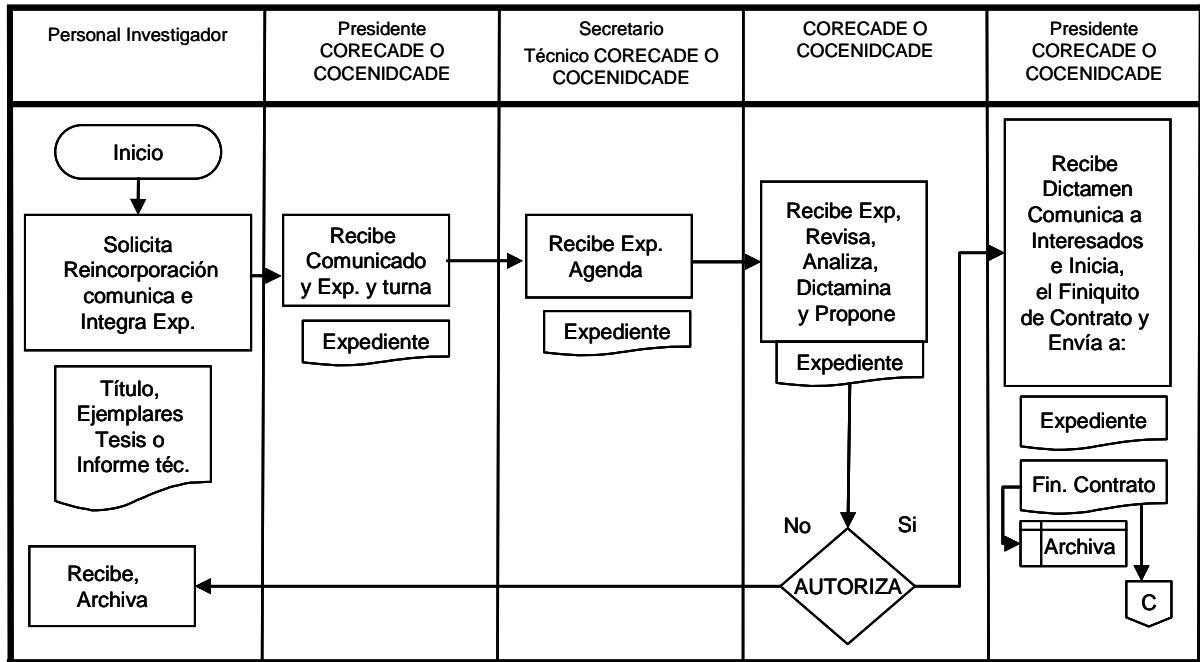 Personal Investigador
Presidente
CORECADE O
COCENIDCADE
Secretario
Técnico CORECADE O
COCENIDCADE
CORECADE O
COCENIDCADE
Presidente
CORECADE O
COCENIDCADE
Inicio
Solicita
Reincorporación
comunica e
Integra Exp.
Título,
Ejemplares
Tesis o
Informe téc.
Recibe,
Archiva
Recibe
Comunicado
y Exp. y turna
Expediente
Recibe Exp.
Agenda
Expediente
Recibe Exp,
Revisa,
Analiza,
Dictamina
y Propone
Expediente
No
Si
AUTORIZA
Recibe
Dictamen
Comunica a
Interesados
e Inicia,
el Finiquito
de Contrato y
Envía a:
Expediente
Fin. Contrato
Archiva
C